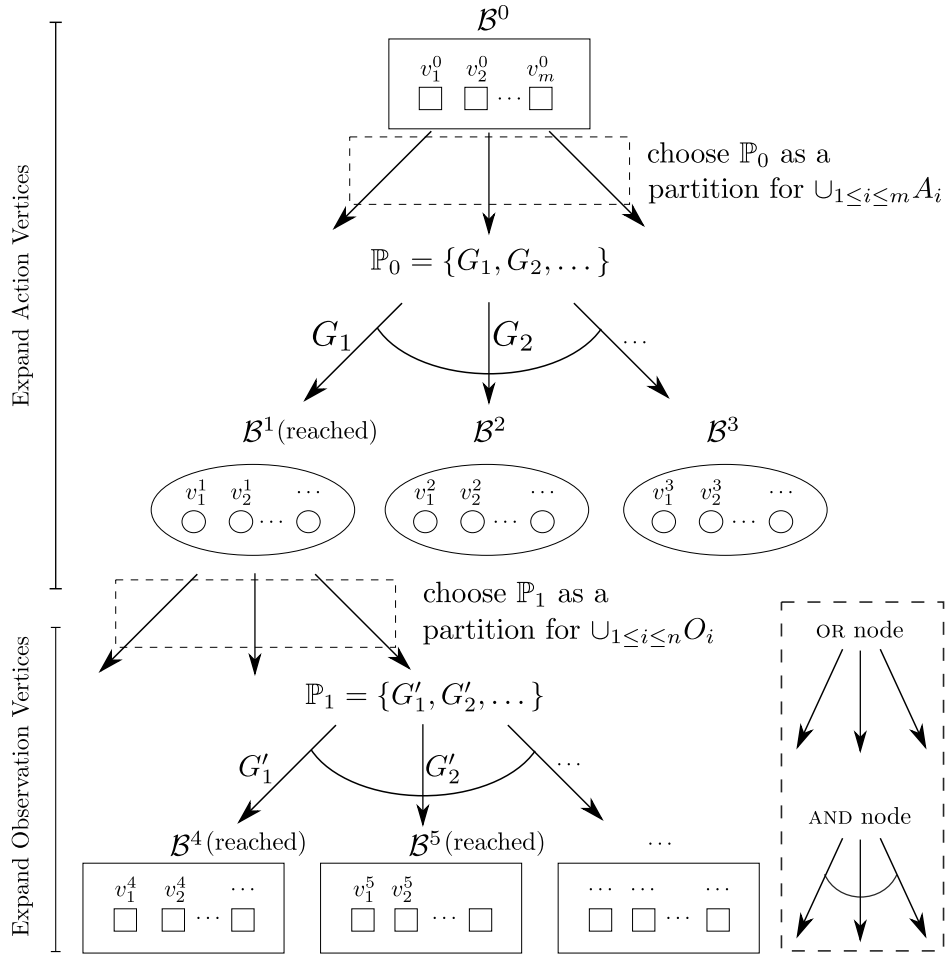 ℬ⁰
v₁⁰ v₂⁰ v_m⁰
⋯
choose ℙ₀ as a
partition for ∪_{1≤i≤m}A_i
Expand Action Vertices
ℙ₀ = {G₁, G₂, …}
G₁ G₂ ⋯
ℬ¹(reached) ℬ² ℬ³
v₁¹ v₂¹ ⋯ v₁² v₂² ⋯ v₁³ v₂³ ⋯
⋯ ⋯ ⋯
choose ℙ₁ as a
partition for ∪_{1≤i≤n}O_i
Expand Observation Vertices
ℙ₁ = {G′₁, G′₂, …}
G′₁ G′₂ ⋯
ℬ⁴(reached) ℬ⁵(reached) ⋯
v₁⁴ v₂⁴ ⋯ v₁⁵ v₂⁵ ⋯ ⋯ ⋯
⋯ ⋯ ⋯
OR node
AND node